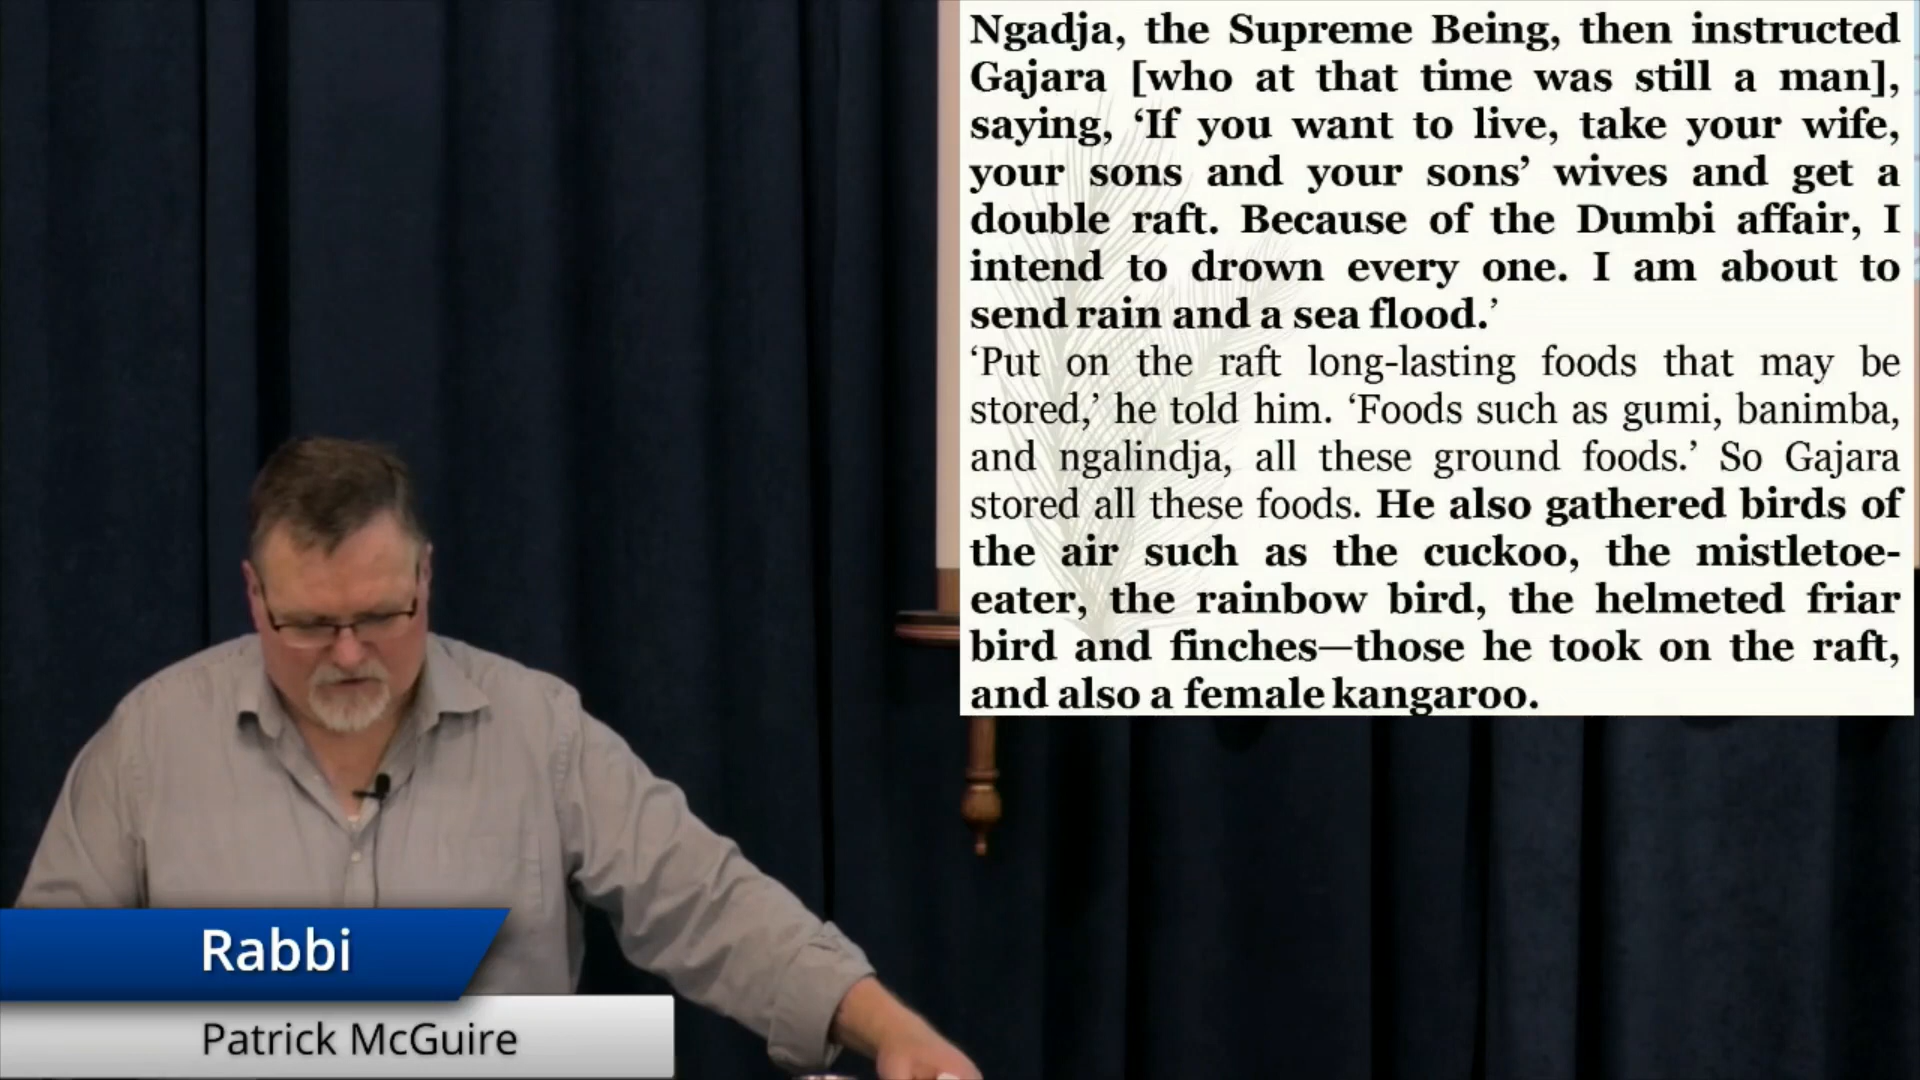 Ngadja, the Supreme Being, then instructed
Gajara [who at that time was still a man],
saying, ‘If you want to live, take your wife,
your sons and your sons’ wives and get a
double raft. Because of the Dumbi affair, I
intend to drown every one. I am about to
send rain and a sea flood.’
‘Put on the raft long-lasting foods that may be
stored,’ he told him. ‘Foods such as gumi, banimba,
and ngalindja, all these ground foods.’ So Gajara
stored all these foods. He also gathered birds of
the air such as the cuckoo, the mistletoe-
eater, the rainbow bird, the helmeted friar
bird and finches—those he took on the raft,
and also a female kangaroo.
Rabbi
Patrick McGuire